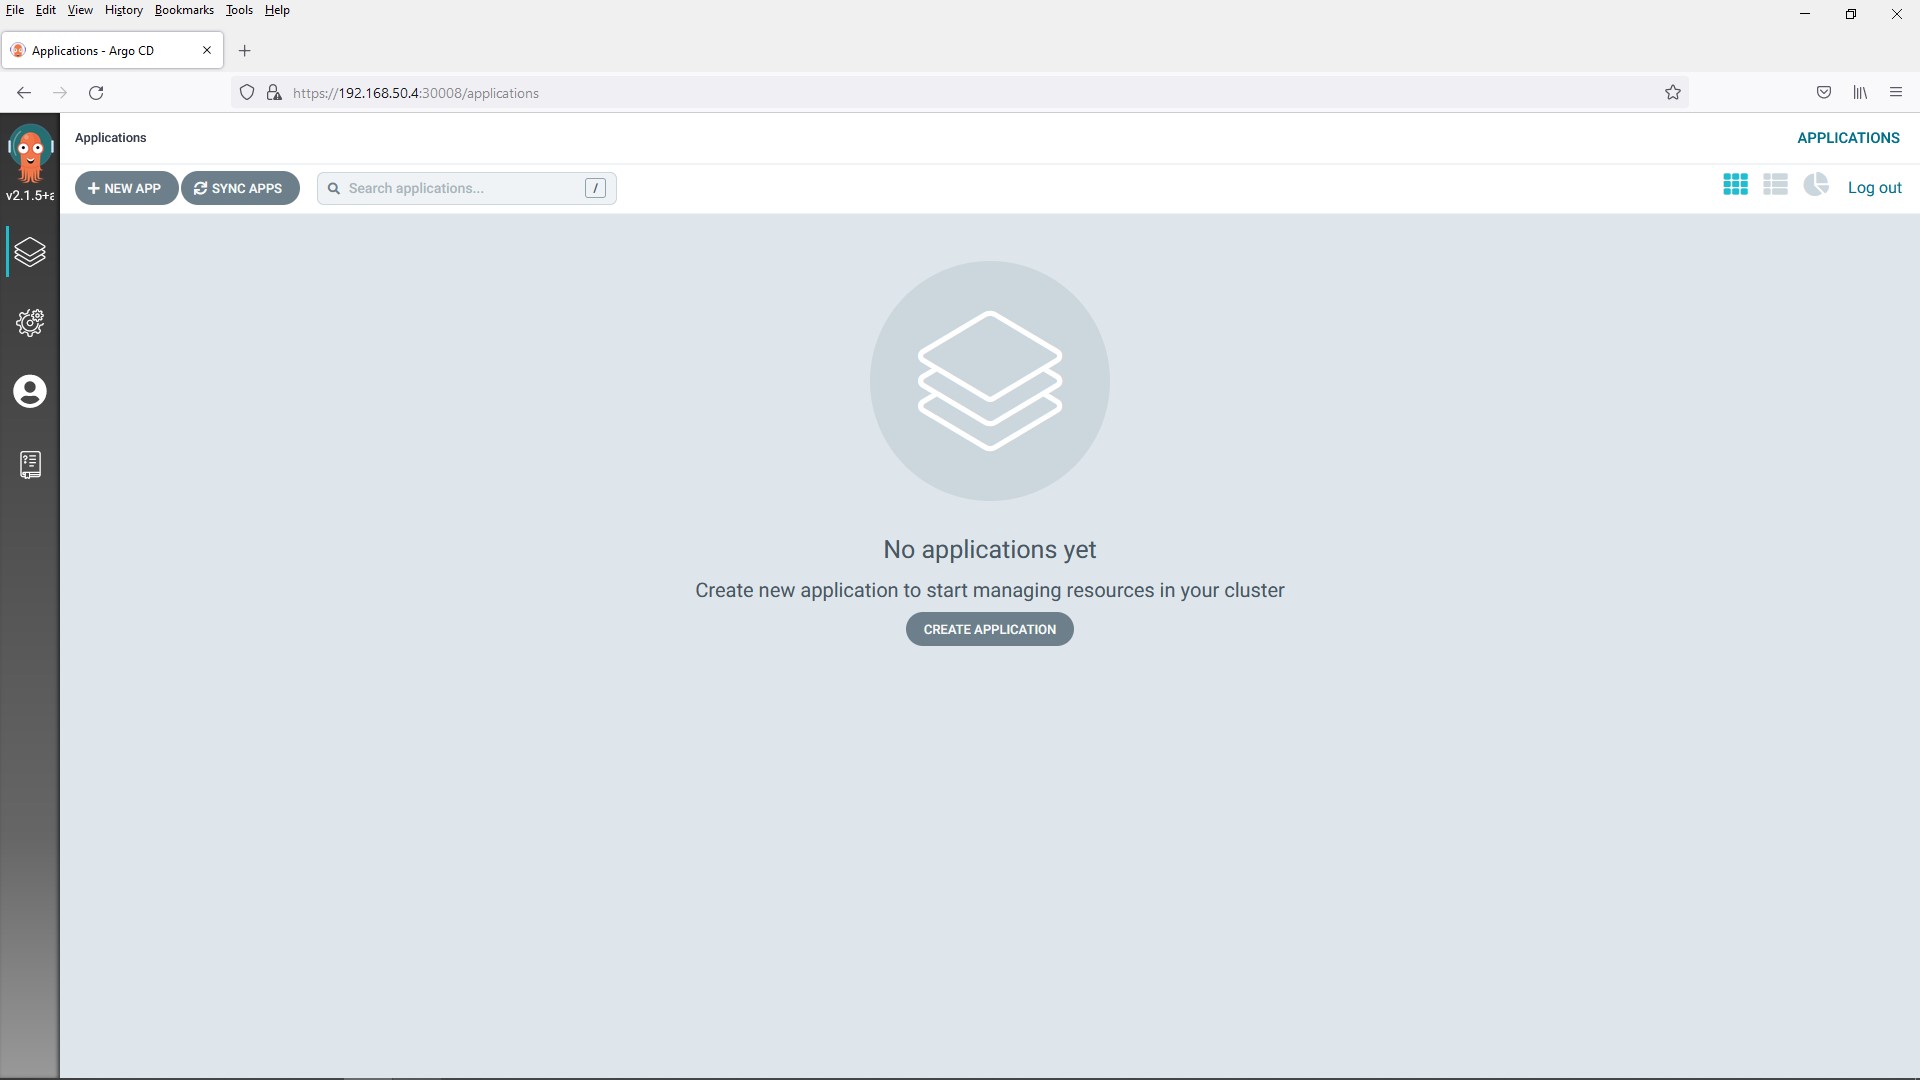 File Edit View History Bookmarks Tools Help
Applications - Argo CD
https://192.168.50.4:30008/applications
Applications
APPLICATIONS
v2.1.5+a
NEW APP
SYNC APPS
Search applications...
/
Log out
No applications yet
Create new application to start managing resources in your cluster
CREATE APPLICATION